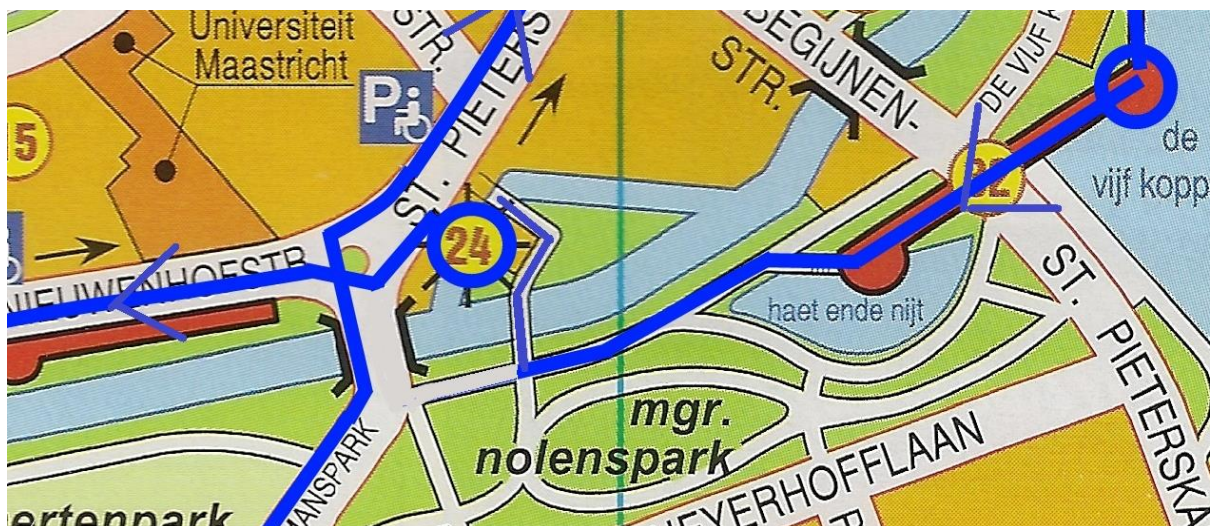 Universiteit
Maastricht
STR.
ST. PIETERS
P
BEGIJNEN-
STR.
DE VIJF K
15
32
de
vijf kopp
24
NIEUWENHOFSTR.
haet ende nijt
ST. PIETERSKA
mgr.
nolenspark
EYERHOFFLAAN
MANSPARK
ertenpark